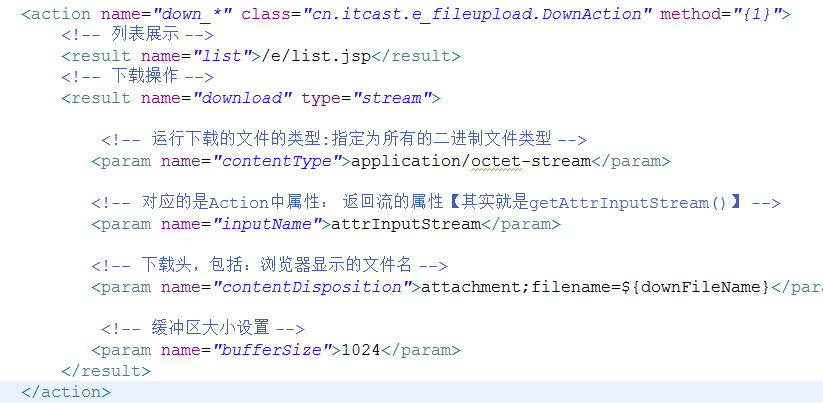 <action name="down_*" class="cn.itcast.e_fileupload.DownAction" method="{1}">
<!-- 列表展示 -->
<result name="list">/e/list.jsp</result>
<!-- 下载操作 -->
<result name="download" type="stream">
<!-- 运行下载的文件的类型:指定为所有的二进制文件类型 -->
<param name="contentType">application/octet-stream</param>
<!-- 对应的是Action中属性： 返回流的属性【其实就是getAttrInputStream()】 -->
<param name="inputName">attrInputStream</param>
<!-- 下载头，包括：浏览器显示的文件名 -->
<param name="contentDisposition">attachment;filename=${downFileName}</para
<!-- 缓冲区大小设置 -->
<param name="bufferSize">1024</param>
</result>
</action>